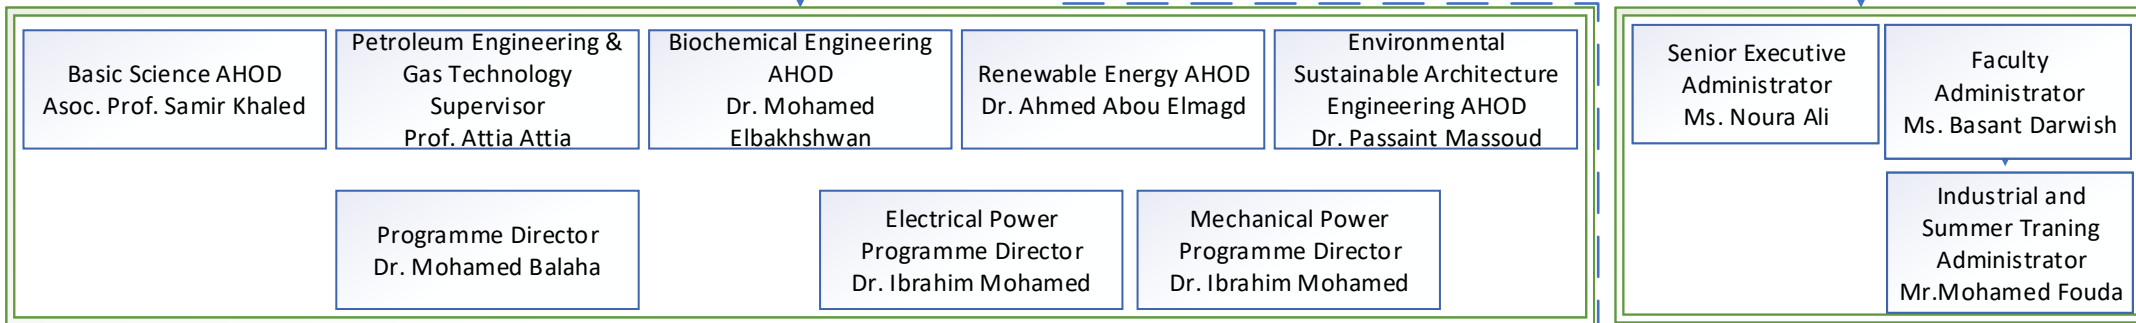 Basic Science AHOD
Asoc. Prof. Samir Khaled
Petroleum Engineering &
Gas Technology
Supervisor
Prof. Attia Attia
Biochemical Engineering
AHOD
Dr. Mohamed
Elbakhshwan
Renewable Energy AHOD
Dr. Ahmed Abou Elmagd
Environmental
Sustainable Architecture
Engineering AHOD
Dr. Passaint Massoud
Senior Executive
Administrator
Ms. Noura Ali
Faculty
Administrator
Ms. Basant Darwish
Programme Director
Dr. Mohamed Balaha
Electrical Power
Programme Director
Dr. Ibrahim Mohamed
Mechanical Power
Programme Director
Dr. Ibrahim Mohamed
Industrial and
Summer Traning
Administrator
Mr.Mohamed Fouda